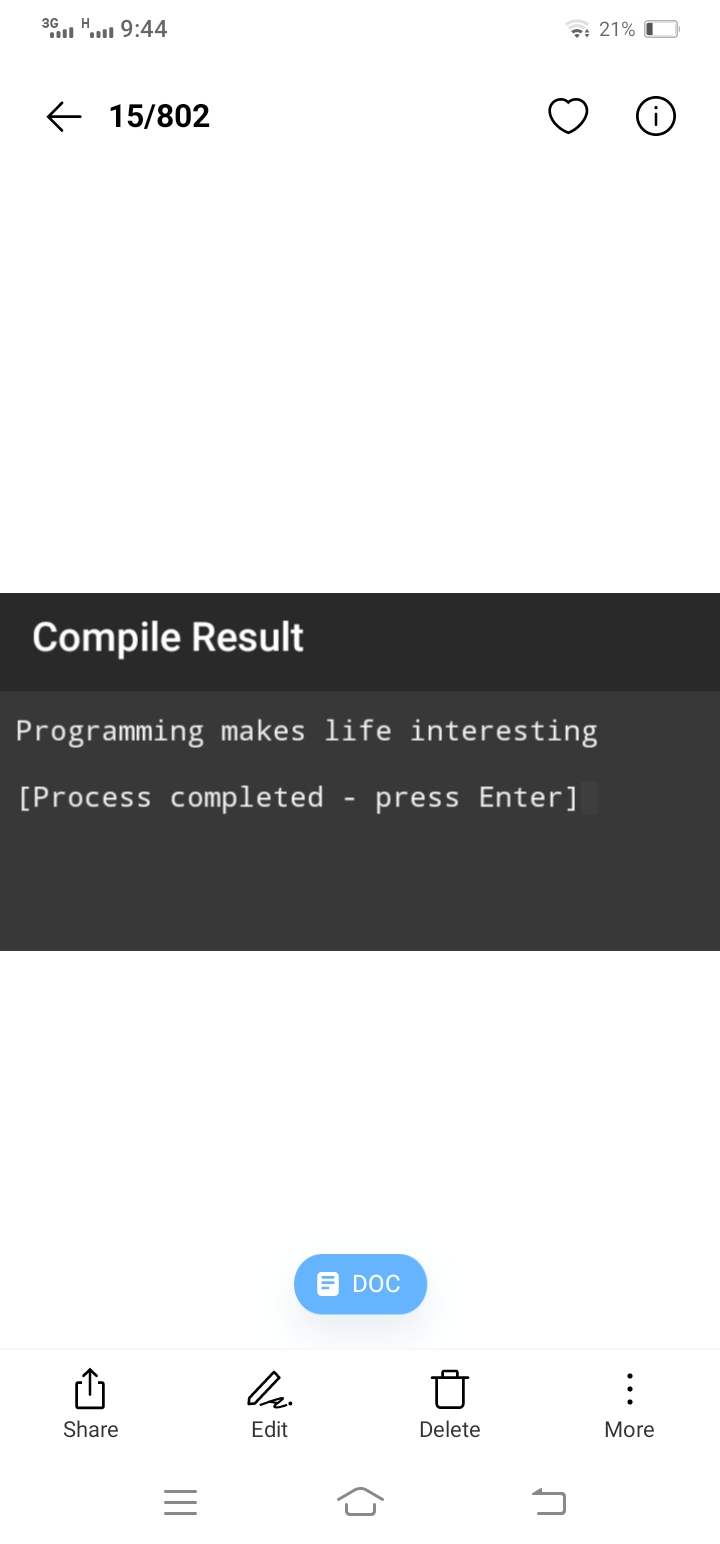 3G H 9:44 21%
15/802
Compile Result
Programming makes life interesting
[Process completed - press Enter]
DOC
Share Edit Delete More